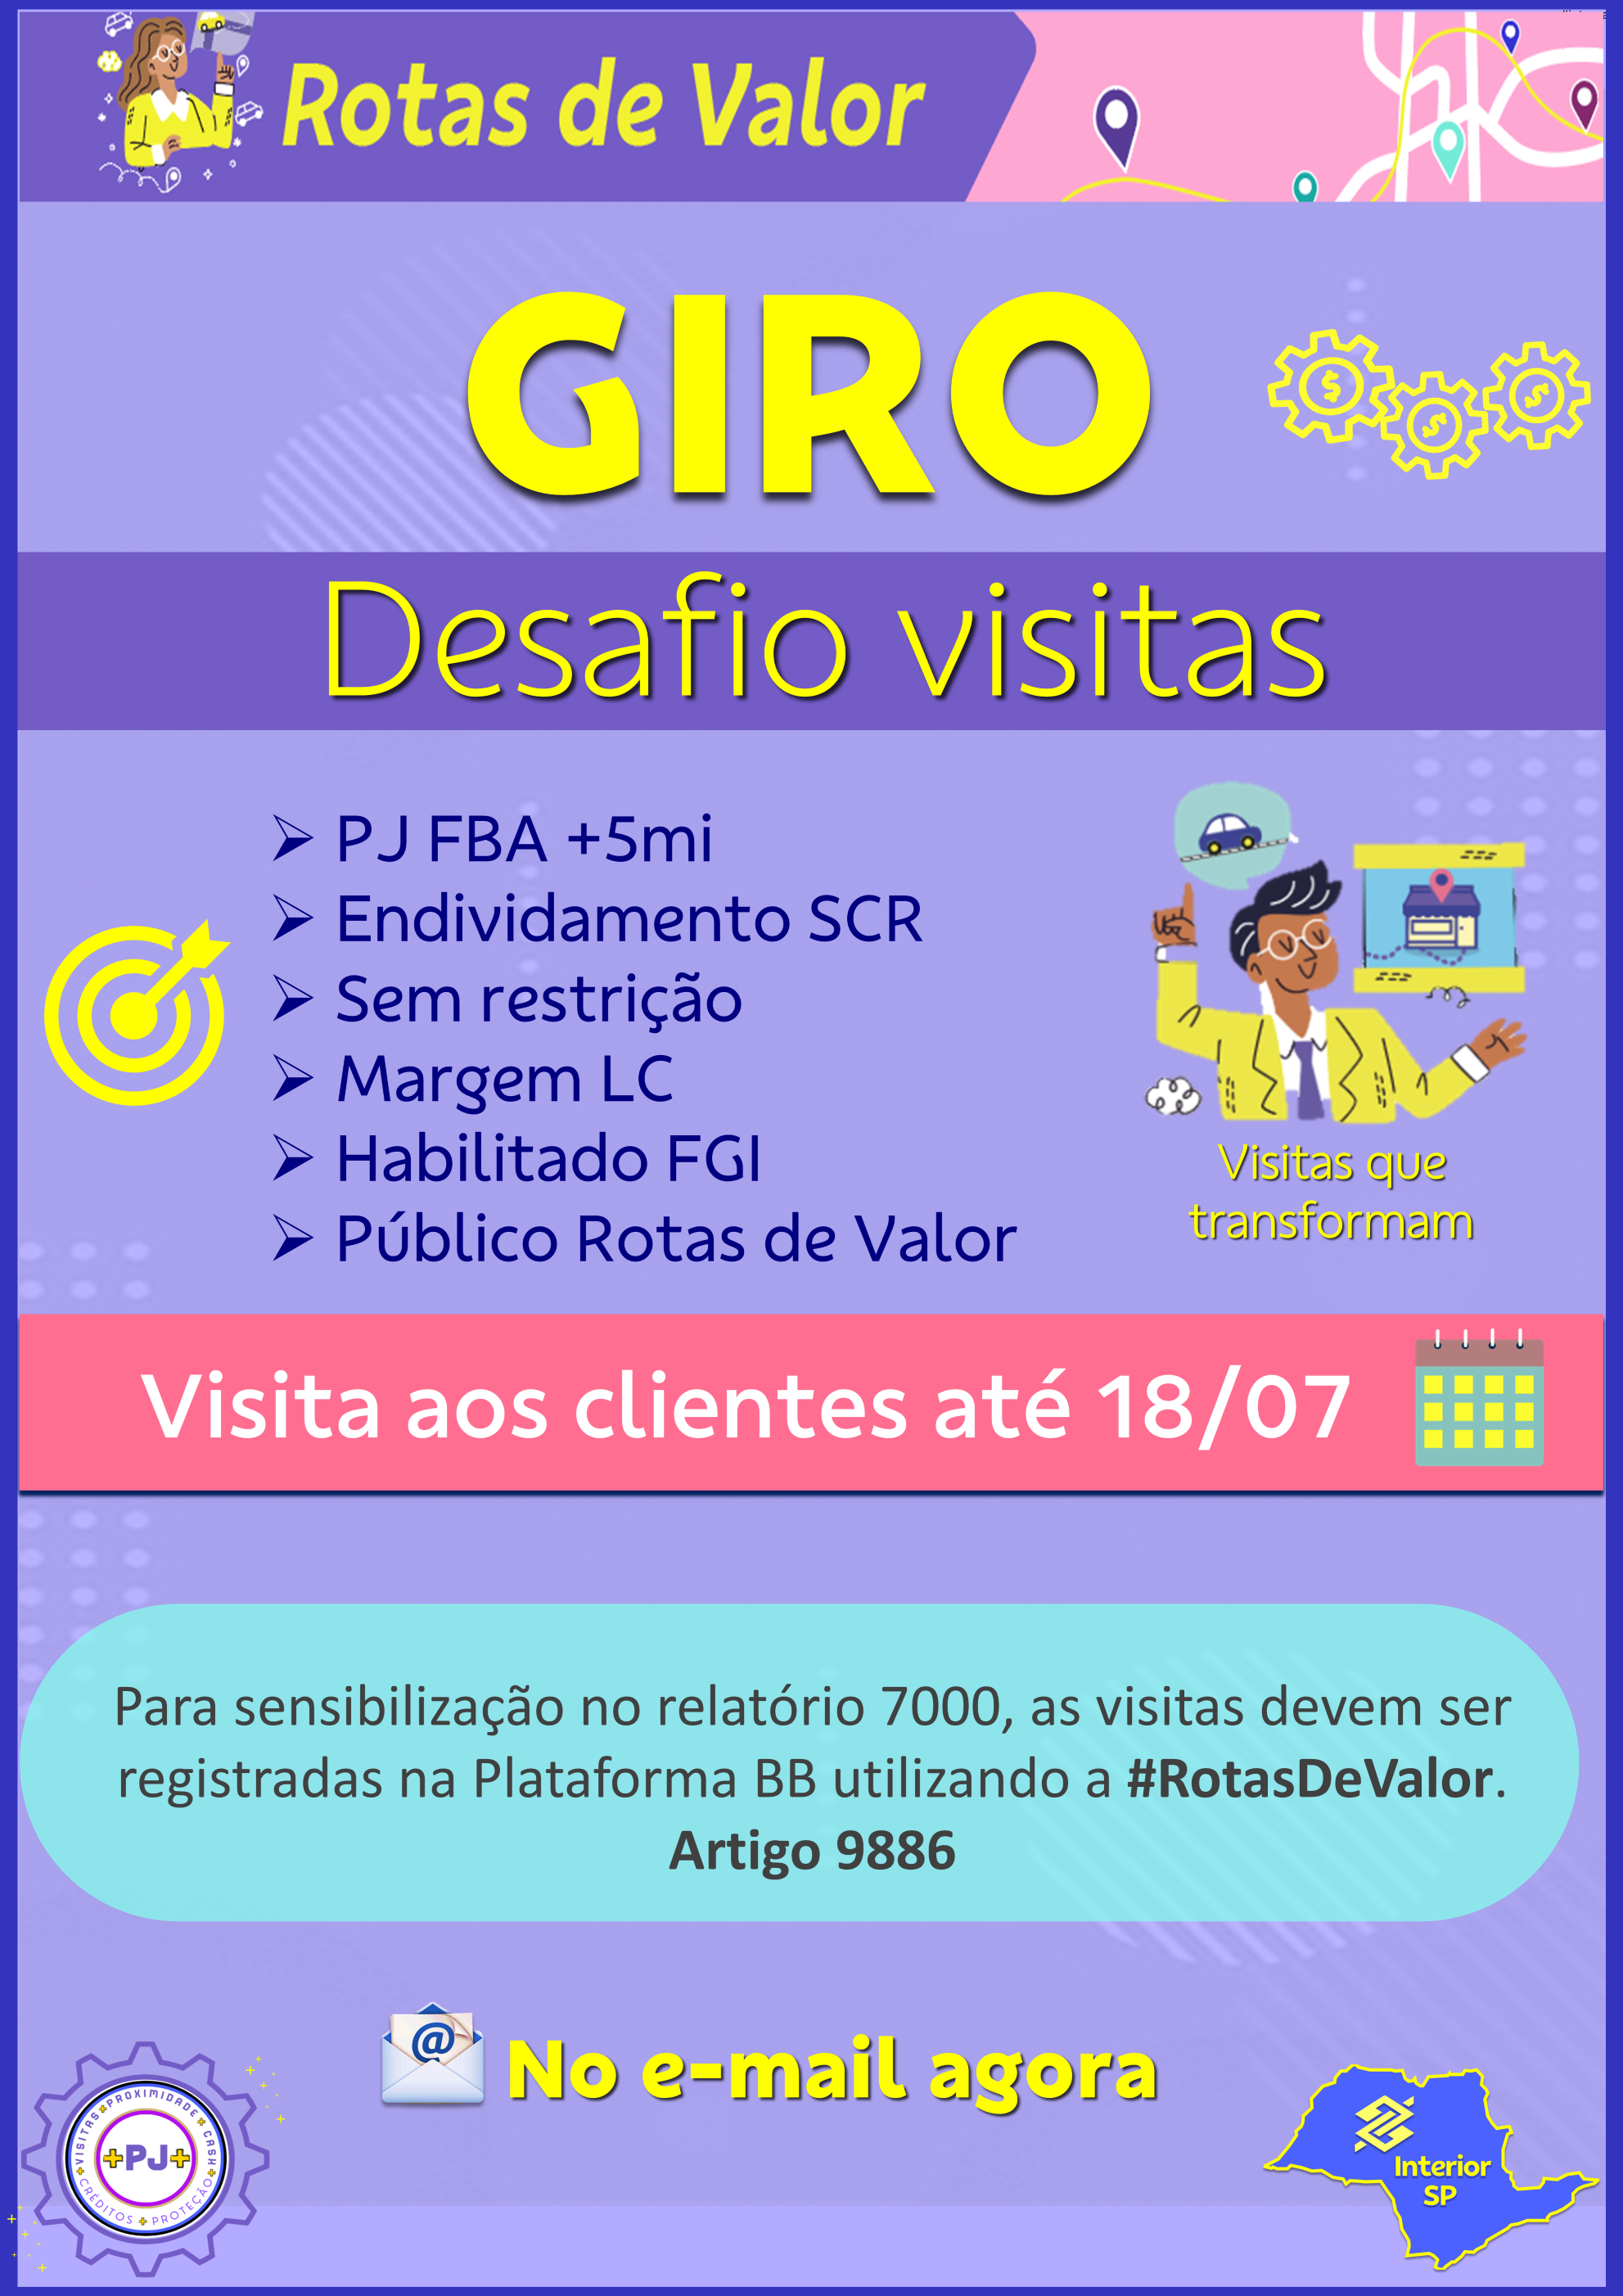 Rotas de Valor
GIRO
$ $ $
Desafio visitas
➢ PJ FBA +5mi
➢ Endividamento SCR
➢ Sem restrição
➢ Margem LC
➢ Habilitado FGI
➢ Público Rotas de Valor
Visitas que
transformam
Visita aos clientes até 18/07
Para sensibilização no relatório 7000, as visitas devem ser
registradas na Plataforma BB utilizando a #RotasDeValor.
Artigo 9886
@
No e-mail agora
VISITAS + PROXIMIDADE + CASH +
+PJ+
+ CRÉDITOS + PROTEÇÃO
Interior
SP